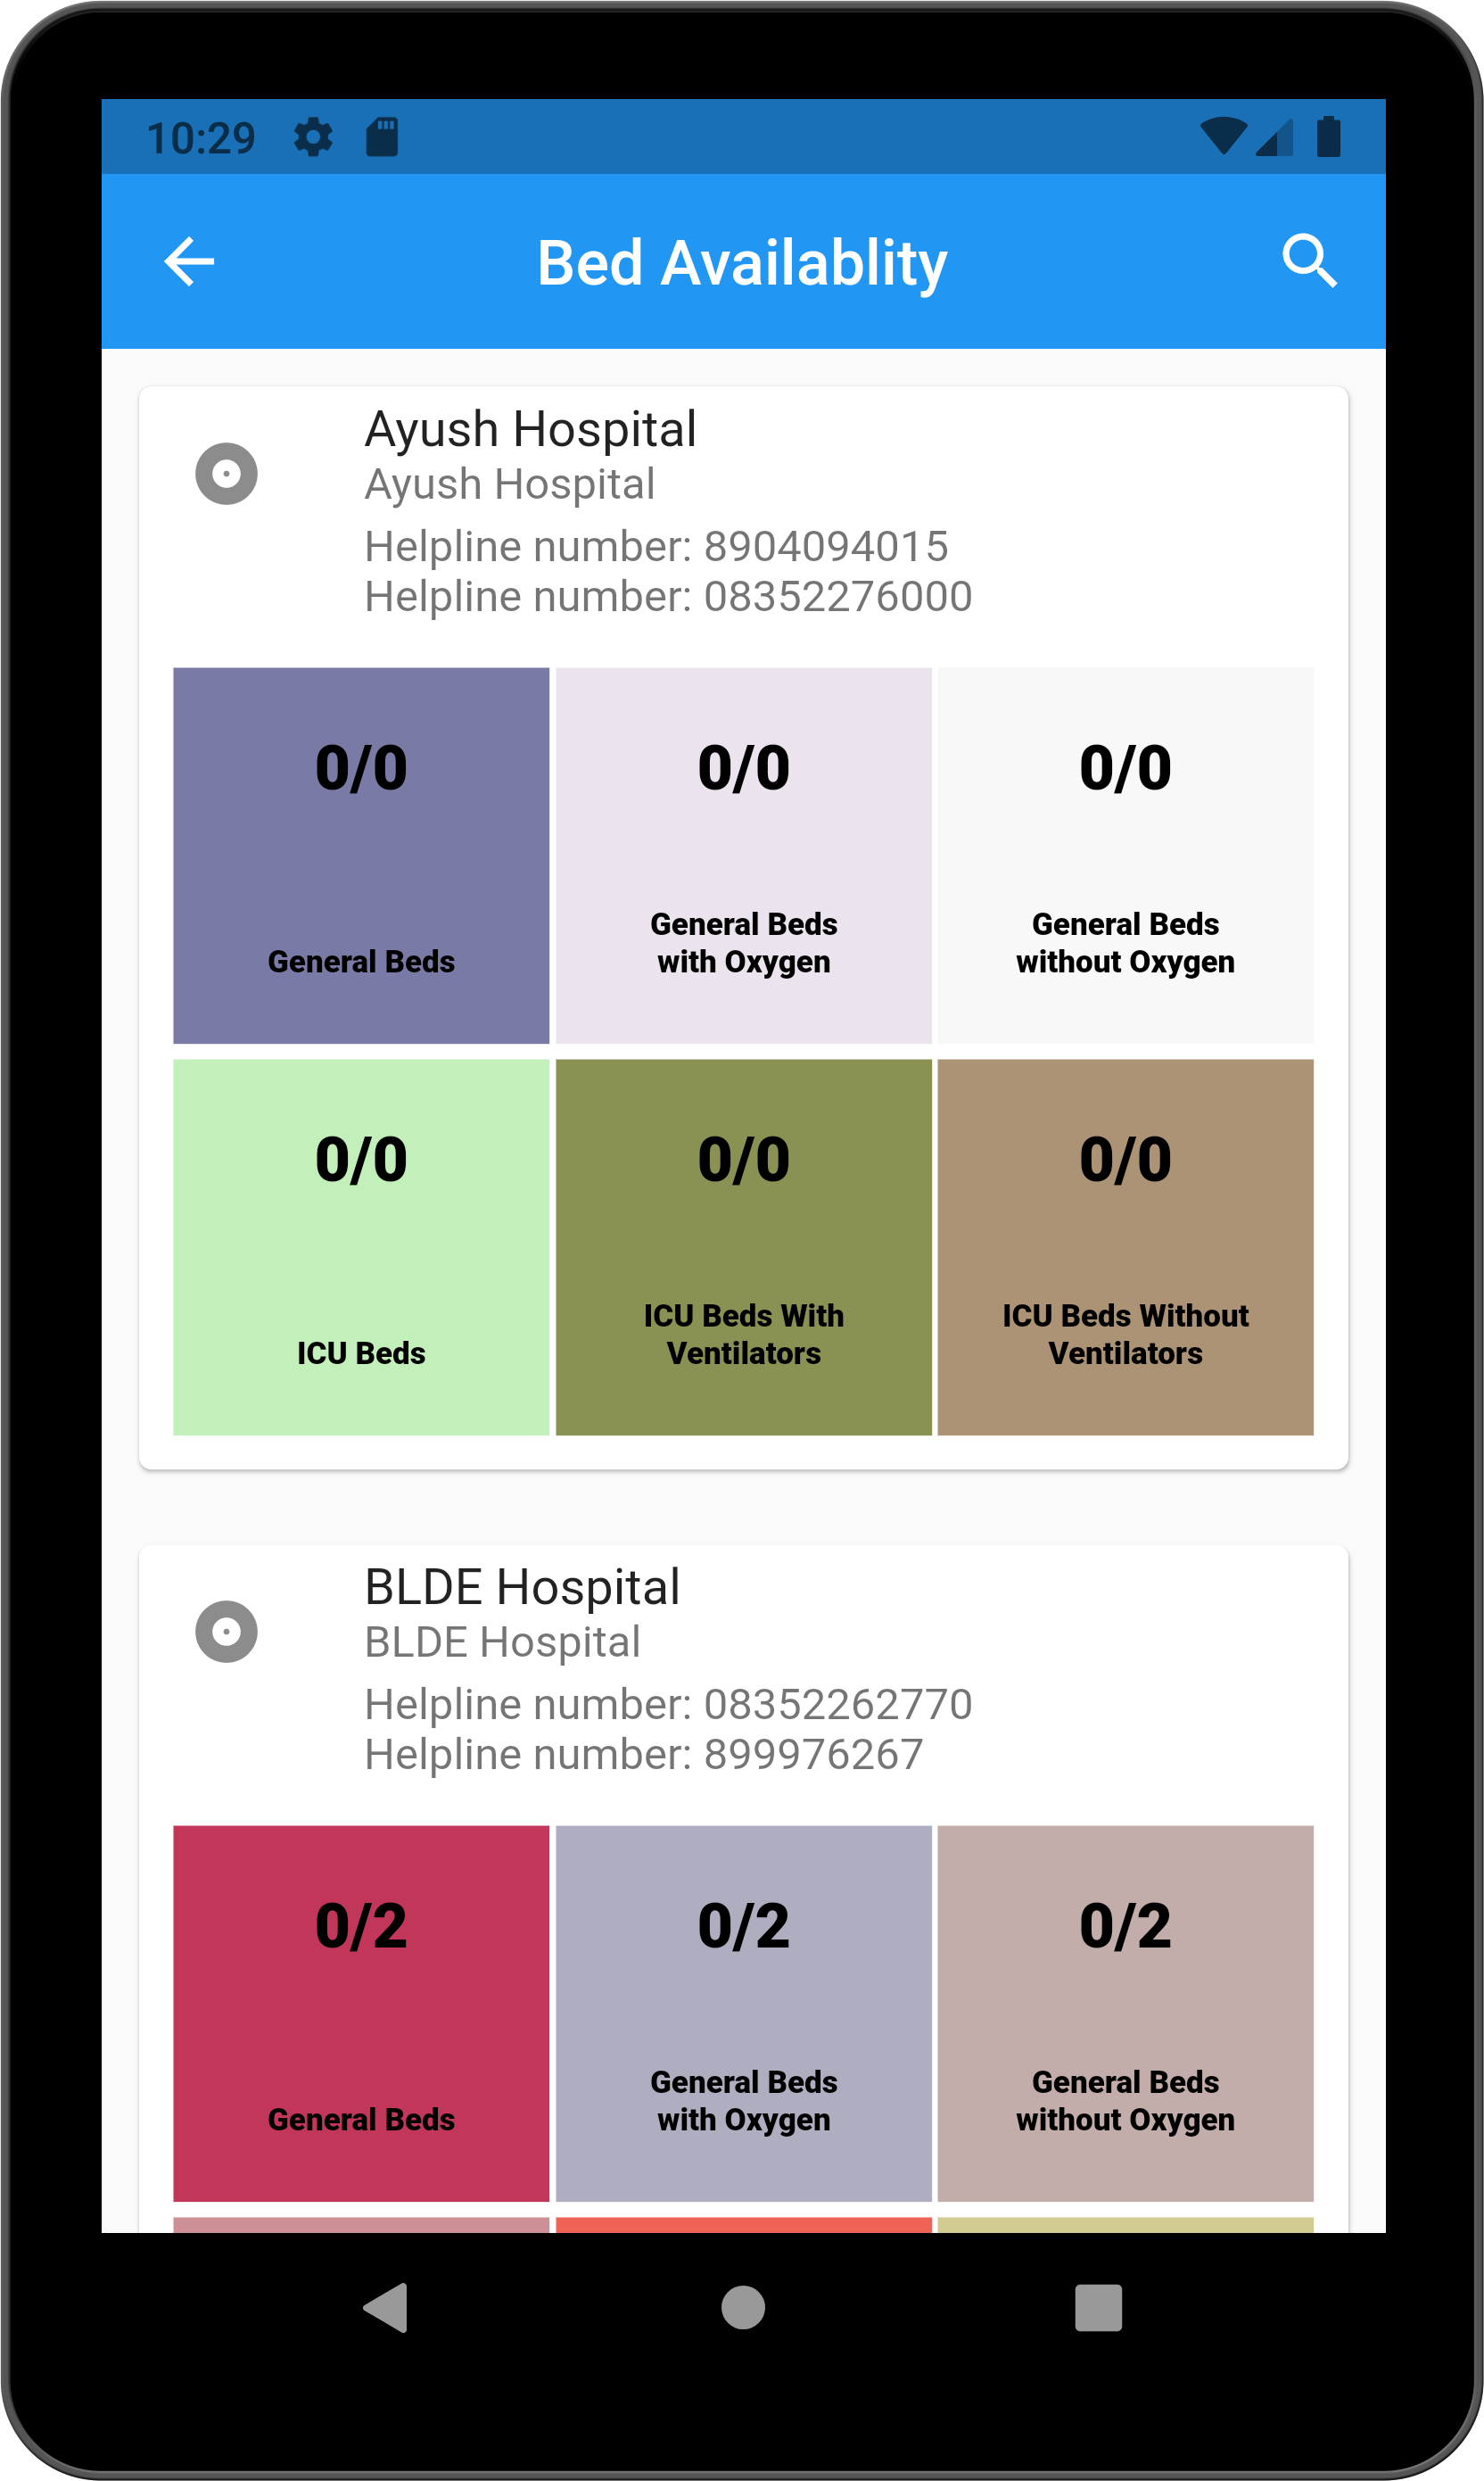 10:29
Bed Availablity
Ayush Hospital
Ayush Hospital
Helpline number: 8904094015
Helpline number: 08352276000
0/0
0/0
0/0
General Beds
General Beds
with Oxygen
General Beds
without Oxygen
0/0
0/0
0/0
ICU Beds
ICU Beds With
Ventilators
ICU Beds Without
Ventilators
BLDE Hospital
BLDE Hospital
Helpline number: 08352262770
Helpline number: 899976267
0/2
0/2
0/2
General Beds
General Beds
with Oxygen
General Beds
without Oxygen